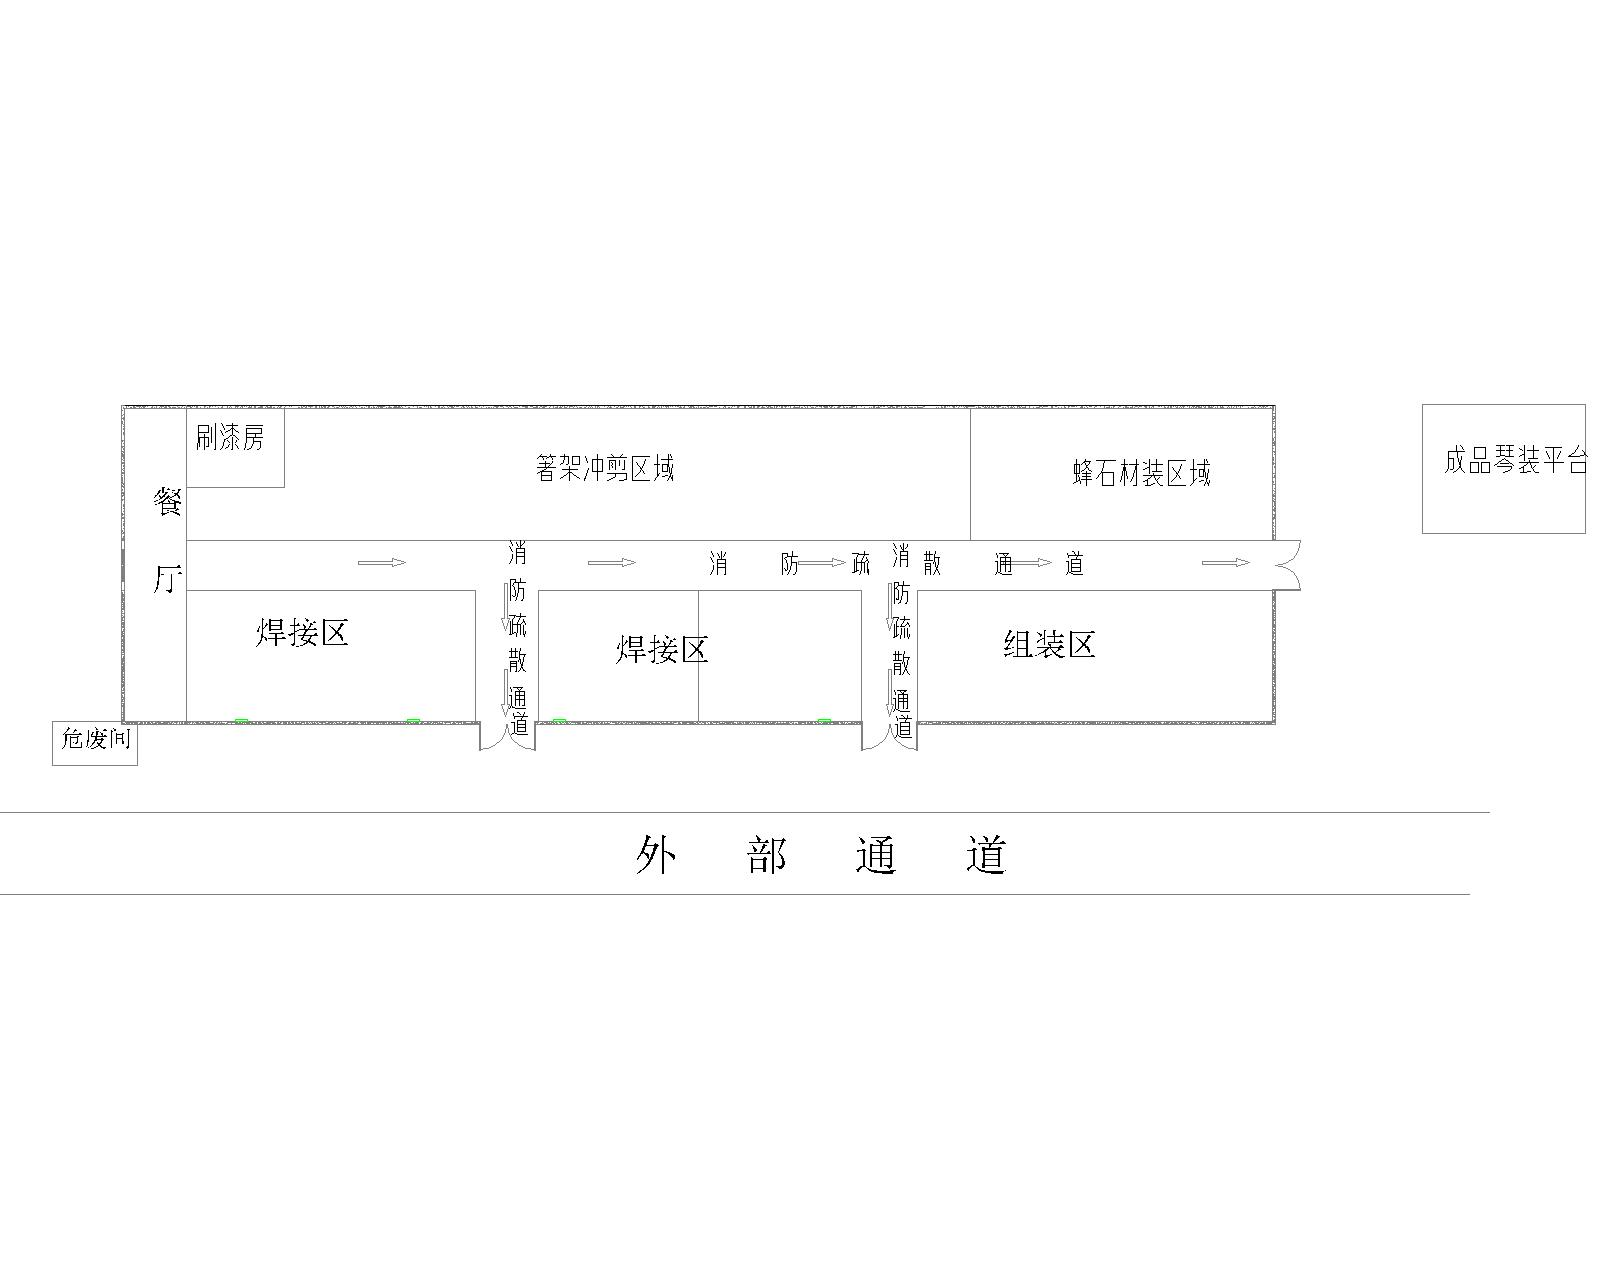 刷漆房
箸架冲剪区域
蜂石材装区域
成品琴装平台
餐厅
消防疏散通道
消防疏散通道
消防疏散通道
焊接区
焊接区
组装区
危废间
外部通道